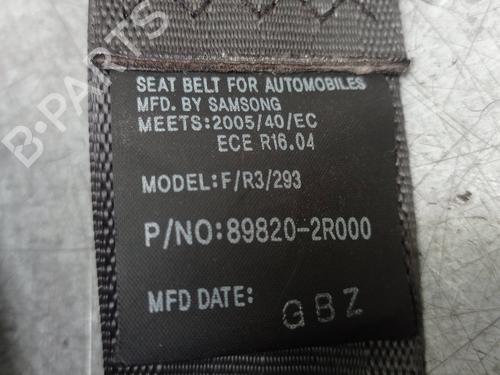 B-PARTS
SEAT BELT FOR AUTOMOBILES
MFD. BY SAMSONG
MEETS:2005/40/EC
ECE R16.04
MODEL:F/R3/293
P/NO:89820-2R000
MFD DATE: GBZ